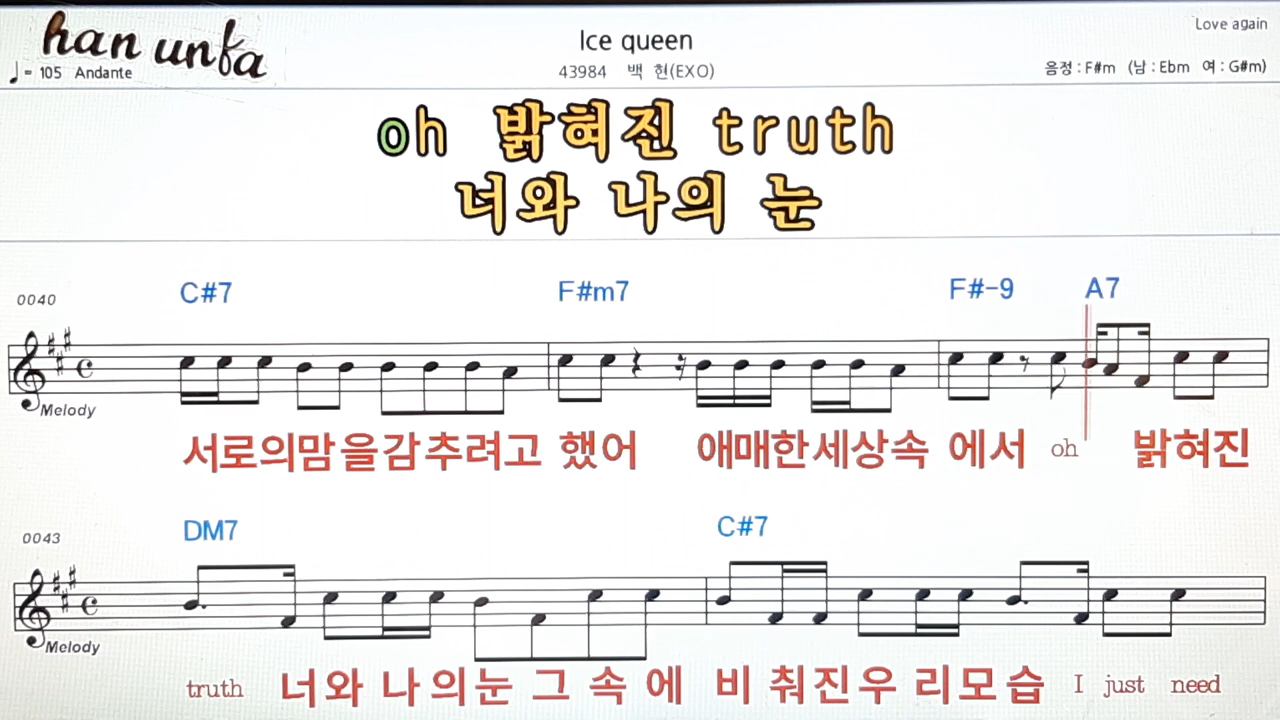 han unfa
Ice queen
Love again
♩= 105 Andante
43984 백 현(EXO)
음정 : F#m (남 : Ebm 여 : G#m)
oh 밝혀진 truth
너와 나의 눈
0040
C#7 F#m7 F#-9 A7
Melody
서로의맘을감추려고 했어 애매한세상속 에서 oh 밝혀진
0043
DM7 C#7
Melody
truth 너와 나의눈 그 속 에 비 춰진우 리모습 I just need